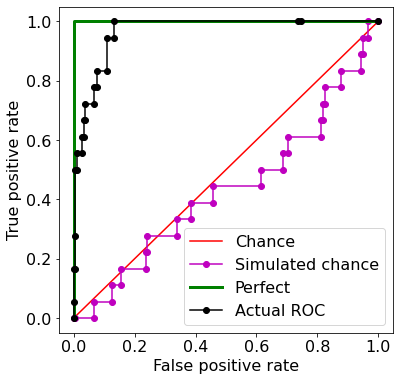 1.0
0.8
0.6
0.4
0.2
0.0
True positive rate
Chance
Simulated chance
Perfect
Actual ROC
0.0 0.2 0.4 0.6 0.8 1.0
False positive rate